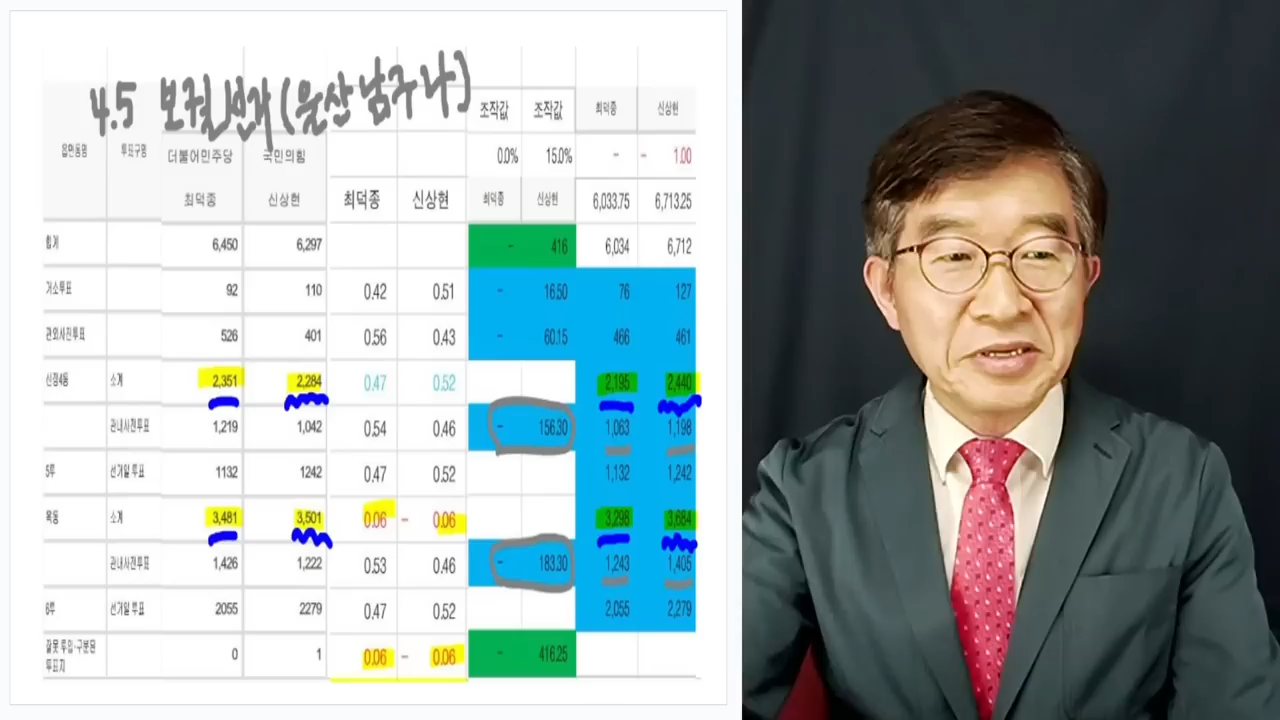 4.5 보궐선거(울산남구나)
조작값 조작값 최덕종 신상현
읍면동명 투표구명 더불어민주당 국민의힘 0.0% 15.0% - - 1.00
최덕종 신상현 최덕종 신상현 최덕종 신상현 6,033.75 6,713.25
합계 6,450 6,297 - 416 6,034 6,712
거소투표 92 110 0.42 0.51 - 16.50 76 127
관외사전투표 526 401 0.56 0.43 - 60.15 466 461
신정4동 소계 2,351 2,284 0.47 0.52 2,195 2,440
관내사전투표 1,219 1,042 0.54 0.46 - 156.30 1,063 1,198
5투 선거일 투표 1132 1242 0.47 0.52 1,132 1,242
옥동 소계 3,481 3,501 0.06 - 0.06 3,298 3,684
관내사전투표 1,426 1,222 0.53 0.46 - 183.30 1,243 1,405
6투 선거일 투표 2055 2279 0.47 0.52 2,055 2,279
잘못 투입·구분된
투표지 0 1 0.06 - 0.06 - 416.25